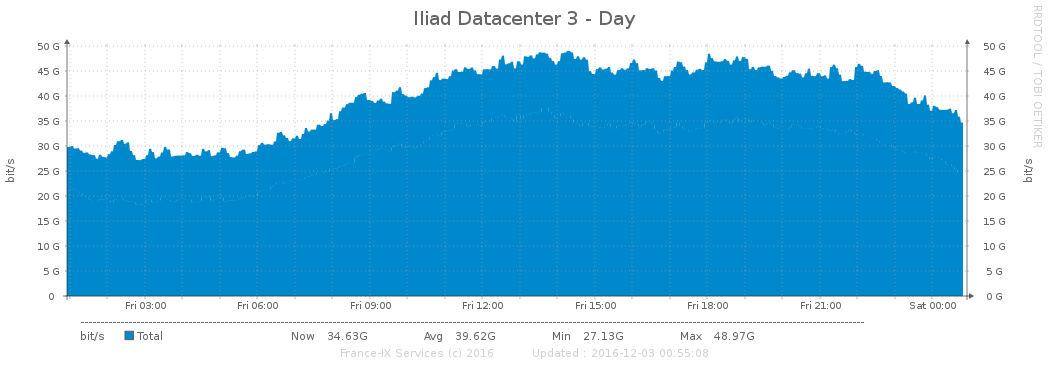 Iliad Datacenter 3 - Day
RRDTOOL / TOBI OETIKER
50 G 50 G
45 G 45 G
40 G 40 G
35 G 35 G
30 G 30 G
25 G 25 G
20 G 20 G
15 G 15 G
10 G 10 G
5 G 5 G
0 0 G
bit/s bit/s
Fri 03:00 Fri 06:00 Fri 09:00 Fri 12:00 Fri 15:00 Fri 18:00 Fri 21:00 Sat 00:00
bit/s Total Now 34.63G Avg 39.62G Min 27.13G Max 48.97G
France-IX Services (c) 2016 Updated : 2016-12-03 00:55:08